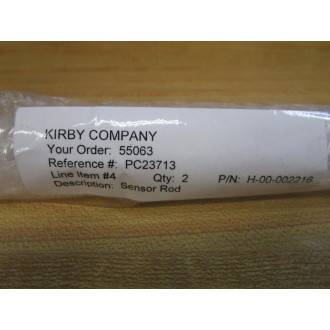 KIRBY COMPANY
Your Order: 55063
Reference #: PC23713
Line Item #4 Qty: 2 P/N: H-00-002216
Description: Sensor Rod